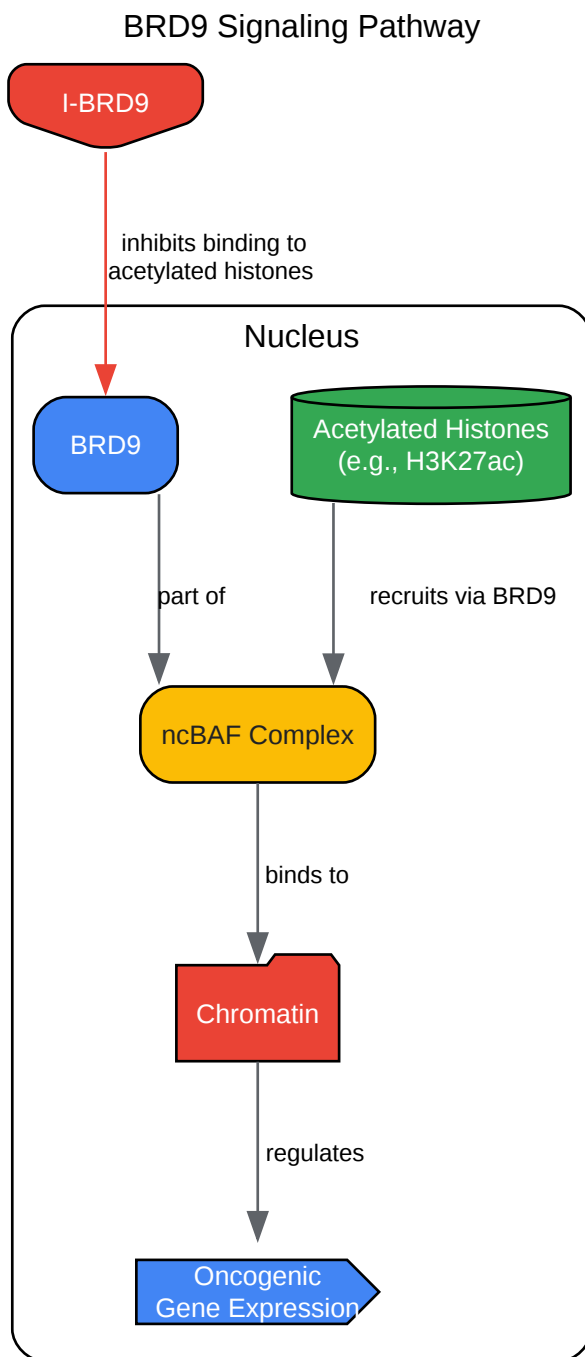 BRD9 Signaling Pathway
I-BRD9
inhibits binding to
acetylated histones
Nucleus
BRD9
Acetylated Histones
(e.g., H3K27ac)
part of
recruits via BRD9
ncBAF Complex
binds to
Chromatin
regulates
Oncogenic
Gene Expression